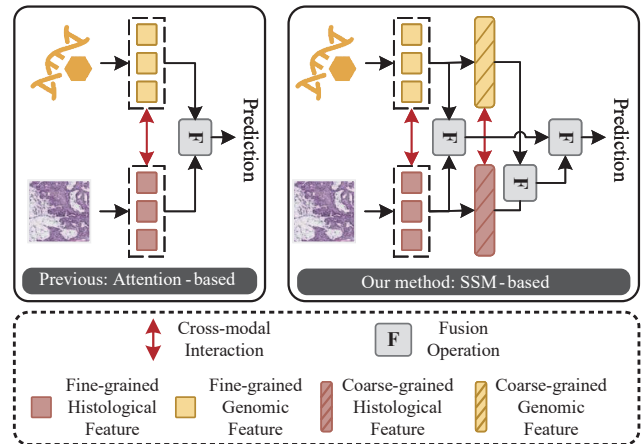 F
Prediction
Previous: Attention-based
F
F
F
Prediction
Our method: SSM-based
Cross-modal
Interaction
F
Fusion
Operation
Fine-grained
Histological
Feature
Fine-grained
Genomic
Feature
Coarse-grained
Histological
Feature
Coarse-grained
Genomic
Feature